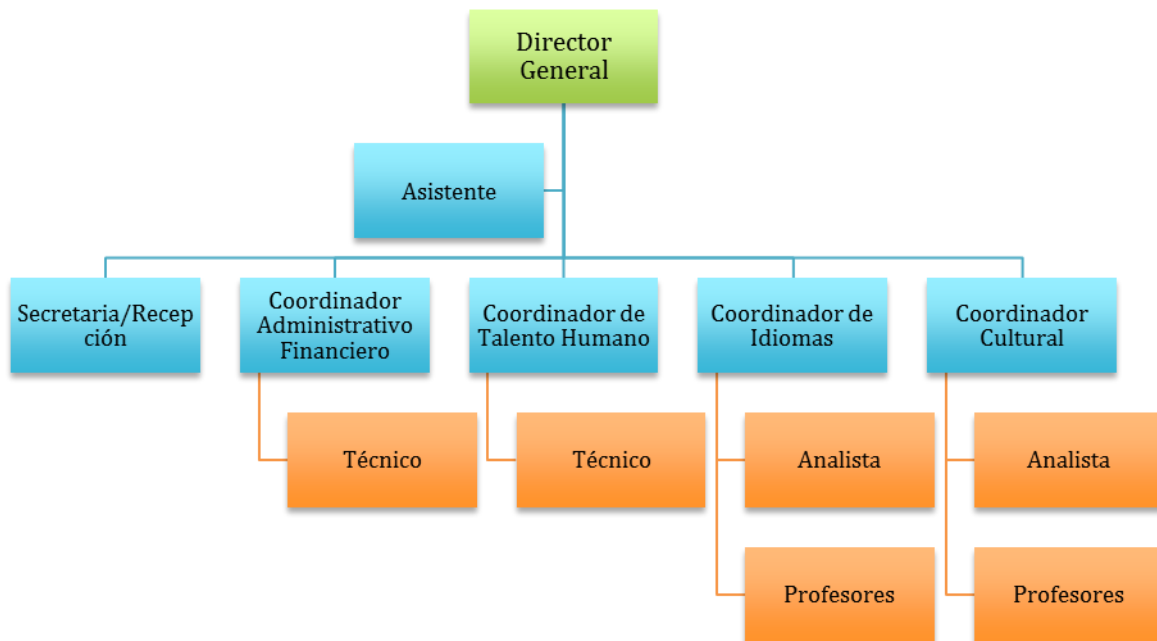 Director
General
Asistente
Secretaria/Recep
ción
Coordinador
Administrativo
Financiero
Coordinador de
Talento Humano
Coordinador de
Idiomas
Coordinador
Cultural
Técnico
Técnico
Analista
Analista
Profesores
Profesores